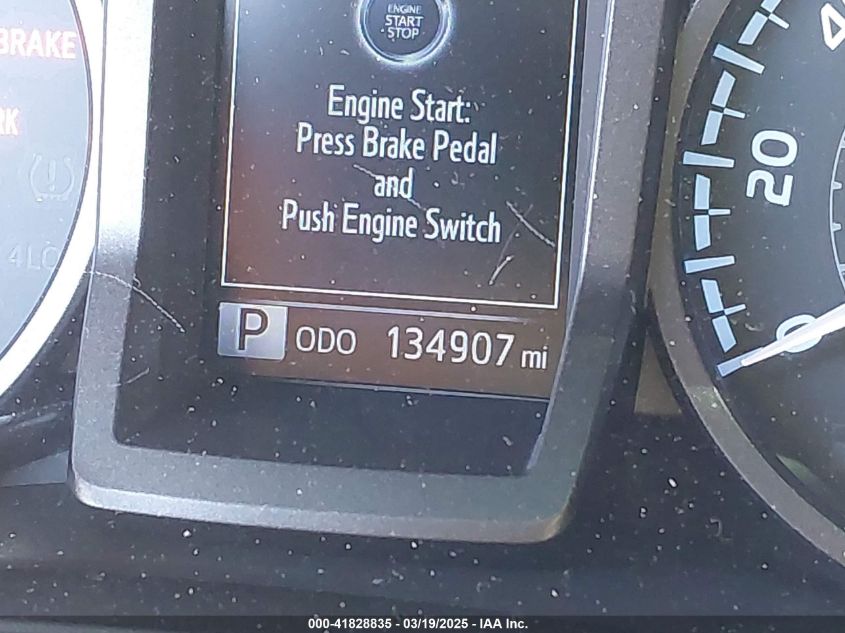 BRAKE
RK
4LO
ENGINE
START
STOP
Engine Start:
Press Brake Pedal
and
Push Engine Switch
P ODO 134907 mi
20
0
000-41828835 - 03/19/2025 - IAA Inc.